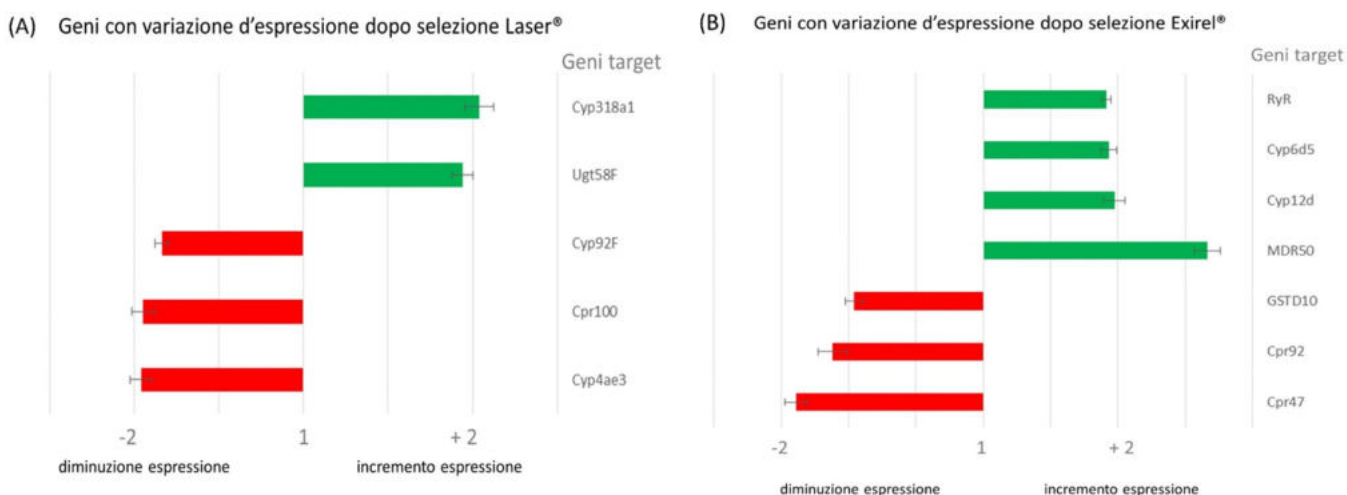 (A) Geni con variazione d'espressione dopo selezione Laser®
Geni target
Cyp318a1
Ugt58F
Cyp92F
Cpr100
Cyp4ae3
-2 1 + 2
diminuzione espressione incremento espressione
(B) Geni con variazione d'espressione dopo selezione Exirel®
Geni target
RyR
Cyp6d5
Cyp12d
MDR50
GSTD10
Cpr92
Cpr47
-2 1 + 2
diminuzione espressione incremento espressione